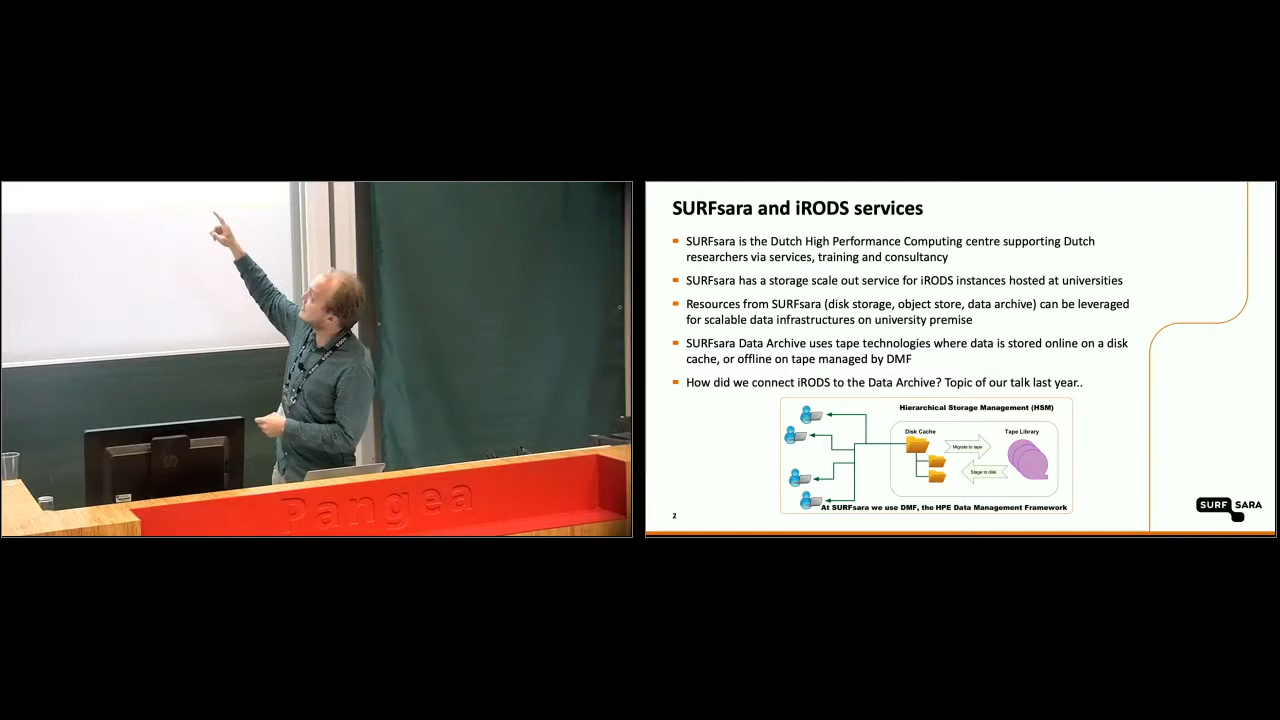 Pangea
SURFsara and iRODS services
SURFsara is the Dutch High Performance Computing centre supporting Dutch
researchers via services, training and consultancy
SURFsara has a storage scale out service for iRODS instances hosted at universities
Resources from SURFsara (disk storage, object store, data archive) can be leveraged
for scalable data infrastructures on university premise
SURFsara Data Archive uses tape technologies where data is stored online on a disk
cache, or offline on tape managed by DMF
How did we connect iRODS to the Data Archive? Topic of our talk last year..
Hierarchical Storage Management (HSM)
Disk Cache
Tape Library
Migrate to tape
Stage to disk
At SURFsara we use DMF, the HPE Data Management Framework
2
SURF SARA